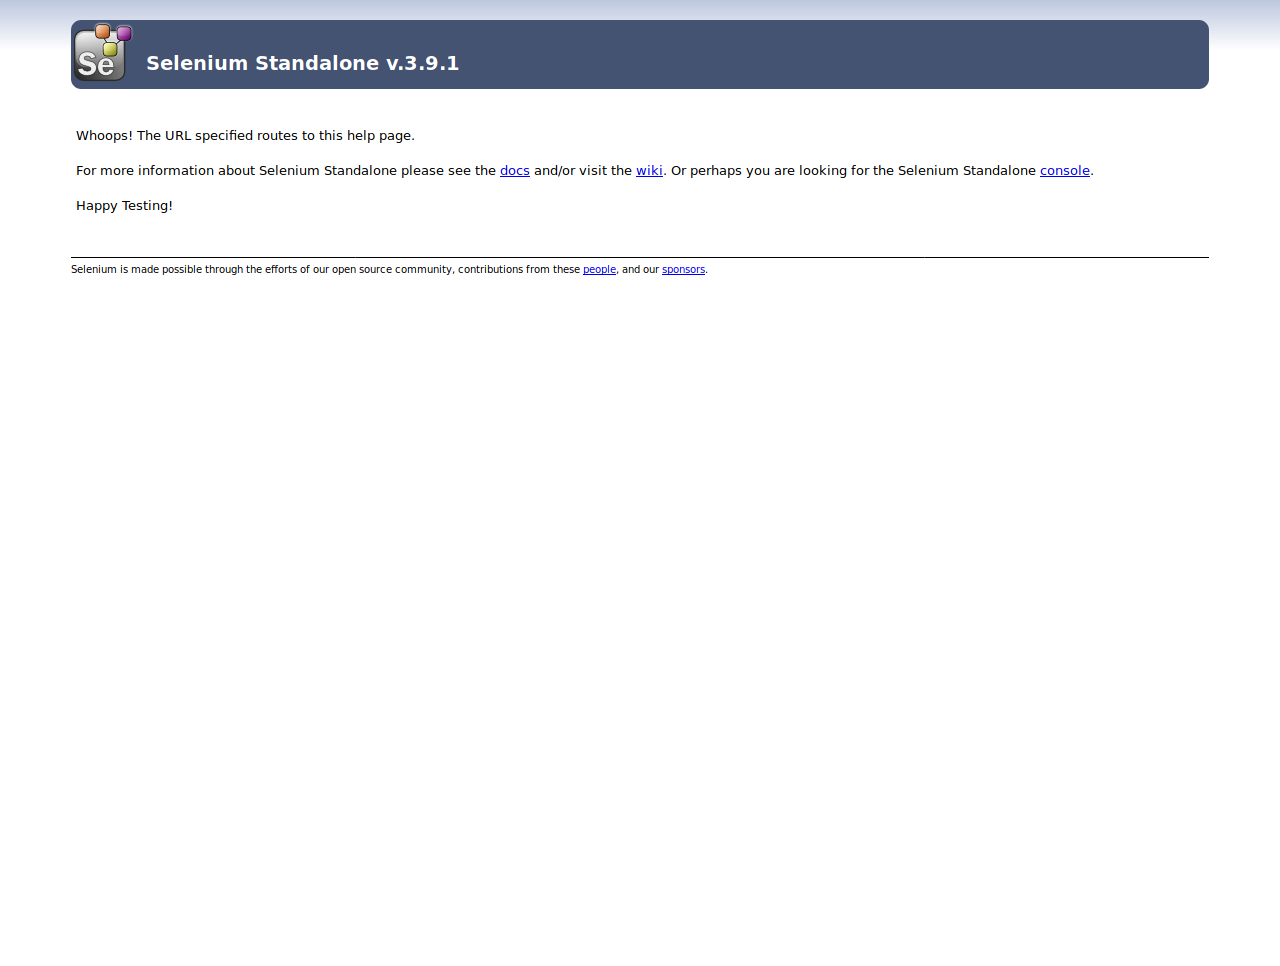 Se
Selenium Standalone v.3.9.1
Whoops! The URL specified routes to this help page.
For more information about Selenium Standalone please see the docs and/or visit the wiki. Or perhaps you are looking for the Selenium Standalone console.
Happy Testing!
Selenium is made possible through the efforts of our open source community, contributions from these people, and our sponsors.